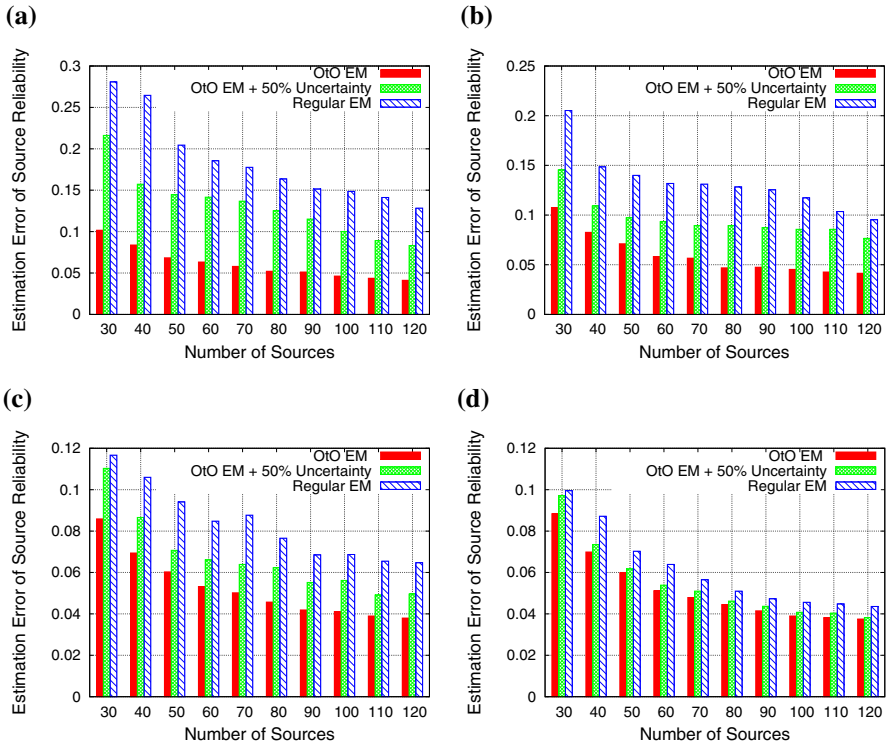 (a)
Estimation Error of Source Reliability
0.3
0.25
0.2
0.15
0.1
0.05
0
OtO EM
OtO EM + 50% Uncertainty
Regular EM
30 40 50 60 70 80 90 100 110 120
Number of Sources
(b)
Estimation Error of Source Reliability
0.25
0.2
0.15
0.1
0.05
0
OtO EM
OtO EM + 50% Uncertainty
Regular EM
30 40 50 60 70 80 90 100 110 120
Number of Sources
(c)
Estimation Error of Source Reliability
0.12
0.1
0.08
0.06
0.04
0.02
0
OtO EM
OtO EM + 50% Uncertainty
Regular EM
30 40 50 60 70 80 90 100 110 120
Number of Sources
(d)
Estimation Error of Source Reliability
0.12
0.1
0.08
0.06
0.04
0.02
0
OtO EM
OtO EM + 50% Uncertainty
Regular EM
30 40 50 60 70 80 90 100 110 120
Number of Sources